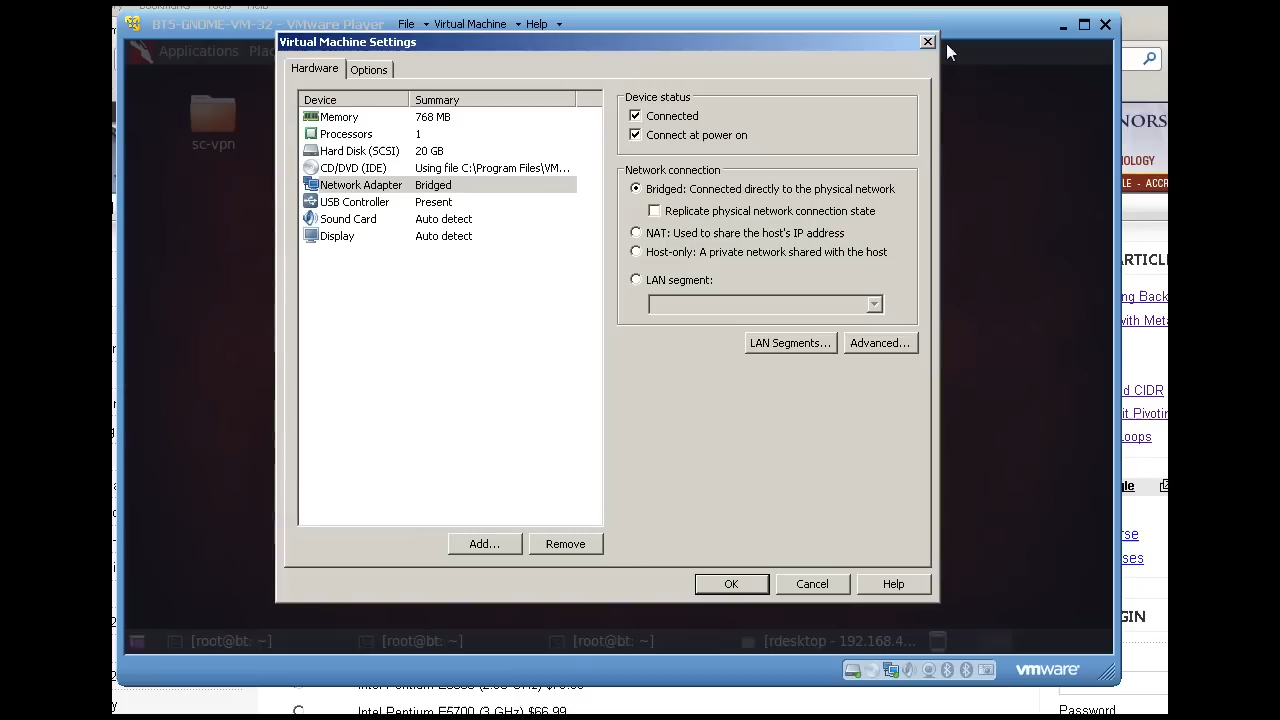 BT5-GNOME-VM-32 - VMware Player File Virtual Machine Help
Applications Plac
Virtual Machine Settings
Hardware Options
Device Summary
Memory 768 MB
Processors 1
Hard Disk (SCSI) 20 GB
CD/DVD (IDE) Using file C:\Program Files\VM...
Network Adapter Bridged
USB Controller Present
Sound Card Auto detect
Display Auto detect
Add... Remove
Device status
Connected
Connect at power on
Network connection
Bridged: Connected directly to the physical network
Replicate physical network connection state
NAT: Used to share the host's IP address
Host-only: A private network shared with the host
LAN segment:
LAN Segments... Advanced...
OK Cancel Help
sc-vpn
[root@bt: ~] [root@bt: ~] [root@bt: ~] [rdesktop - 192.168.4...
vmware
NORS
OLOGY
LE - ACCR
ARTICLE
ng Back
with Meta
d CIDR
it Pivotin
Loops
gle
rse
ses
GIN
Password
Intel Pentium E5700 (3 GHz) $66.99